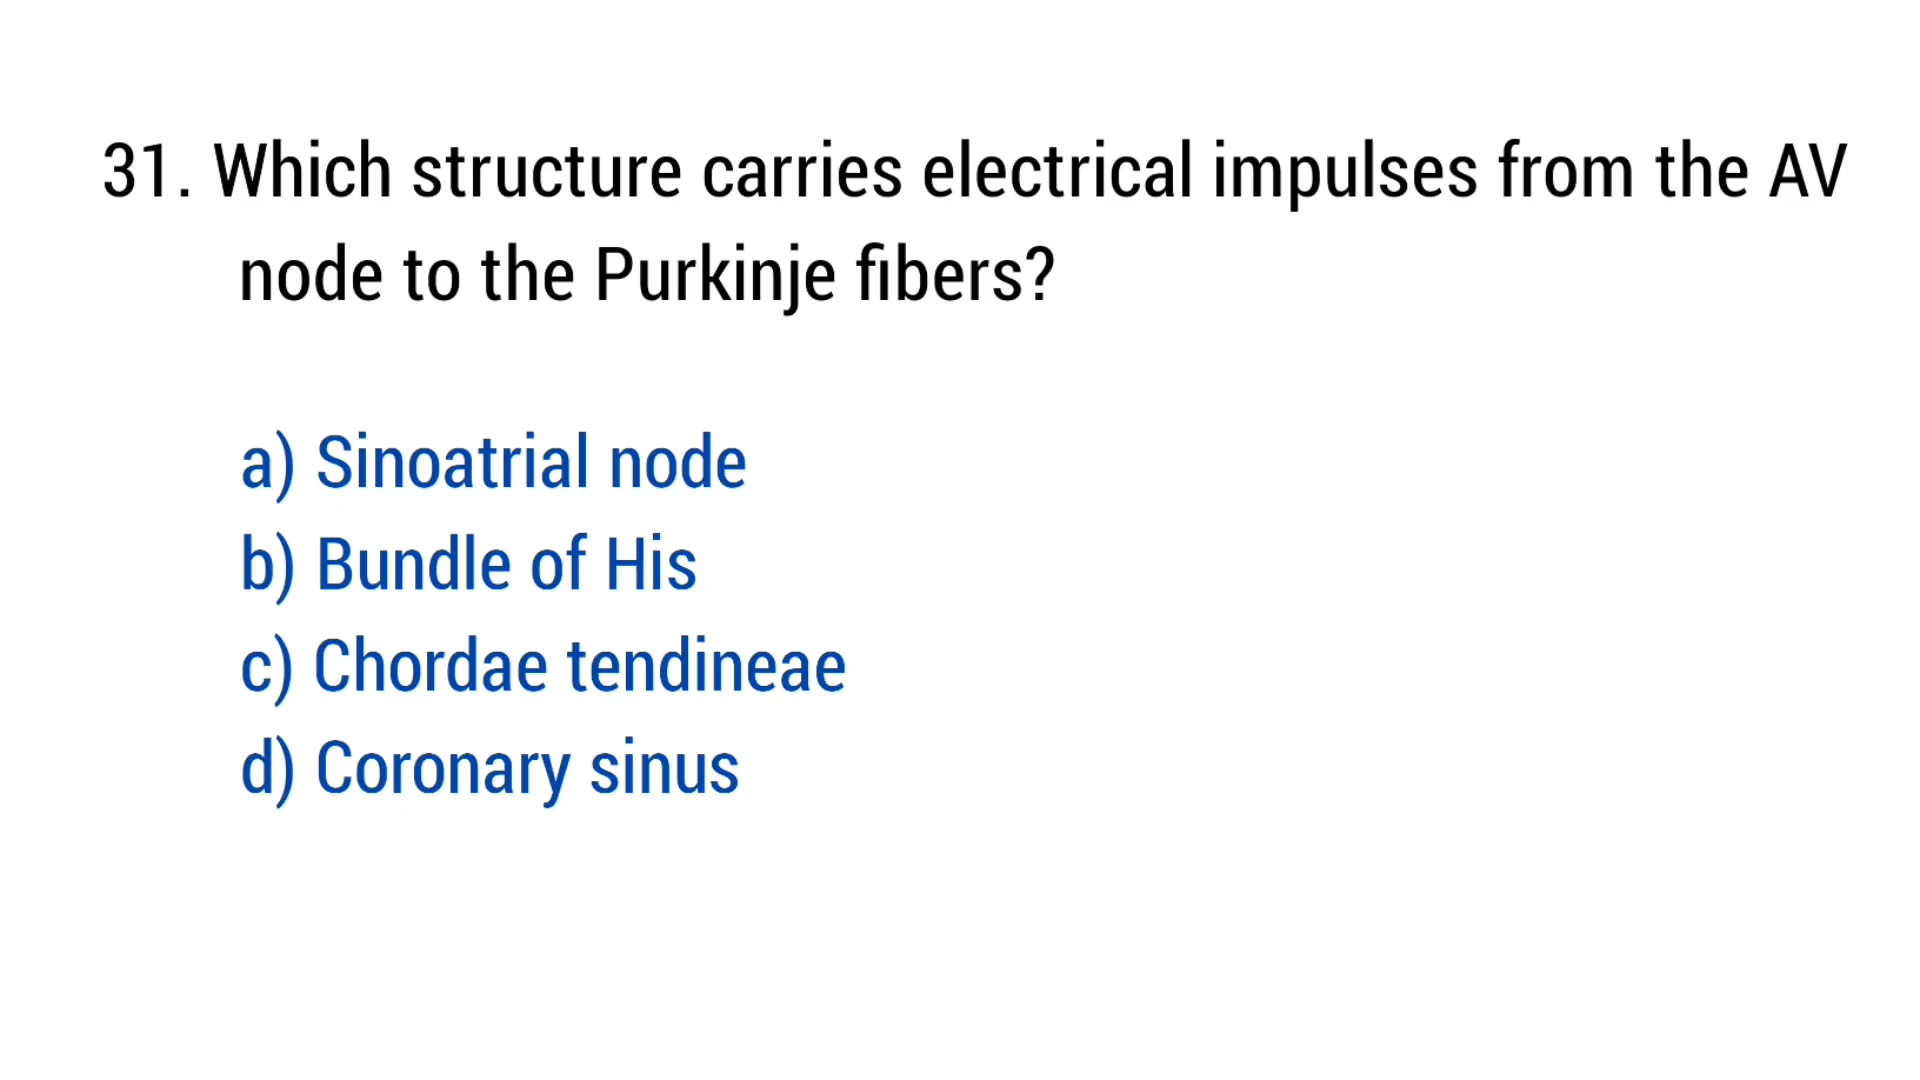 31. Which structure carries electrical impulses from the AV
node to the Purkinje fibers?
a) Sinoatrial node
b) Bundle of His
c) Chordae tendineae
d) Coronary sinus